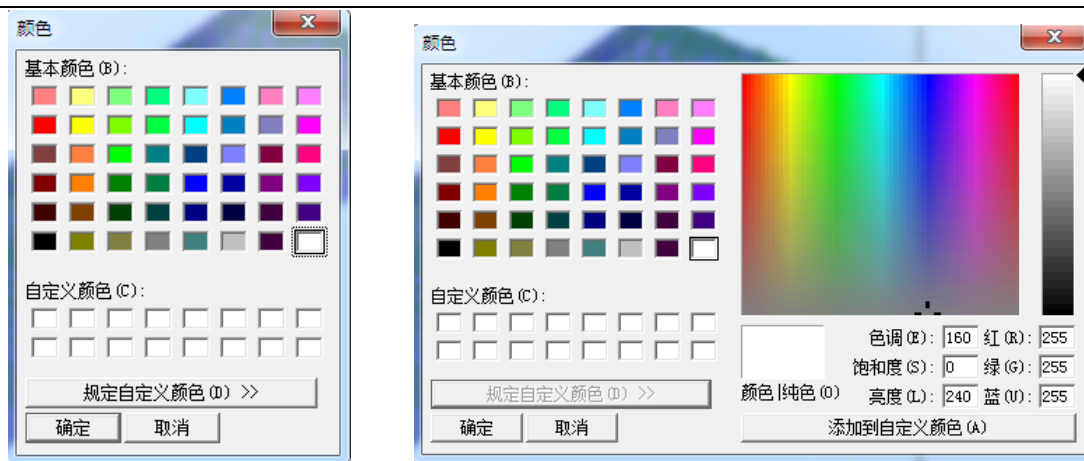 颜色
基本颜色(B):
自定义颜色(C):
规定自定义颜色(D) >>
确定 取消
颜色
基本颜色(B):
自定义颜色(C):
规定自定义颜色(D) >>
确定 取消
颜色|纯色(O)
色调(E): 160 红(R): 255
饱和度(S): 0 绿(G): 255
亮度(L): 240 蓝(U): 255
添加到自定义颜色(A)